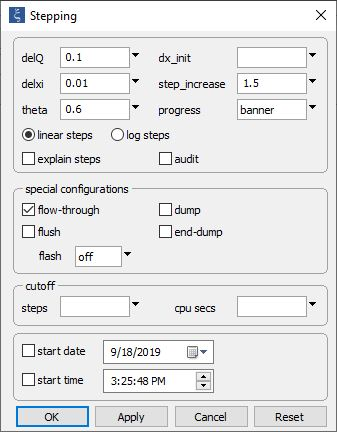 Stepping
delQ 0.1 dx_init
delxi 0.01 step_increase 1.5
theta 0.6 progress banner
linear steps log steps
explain steps audit
special configurations
flow-through dump
flush end-dump
flash off
cutoff
steps cpu secs
start date 9/18/2019
start time 3:25:48 PM
OK Apply Cancel Reset